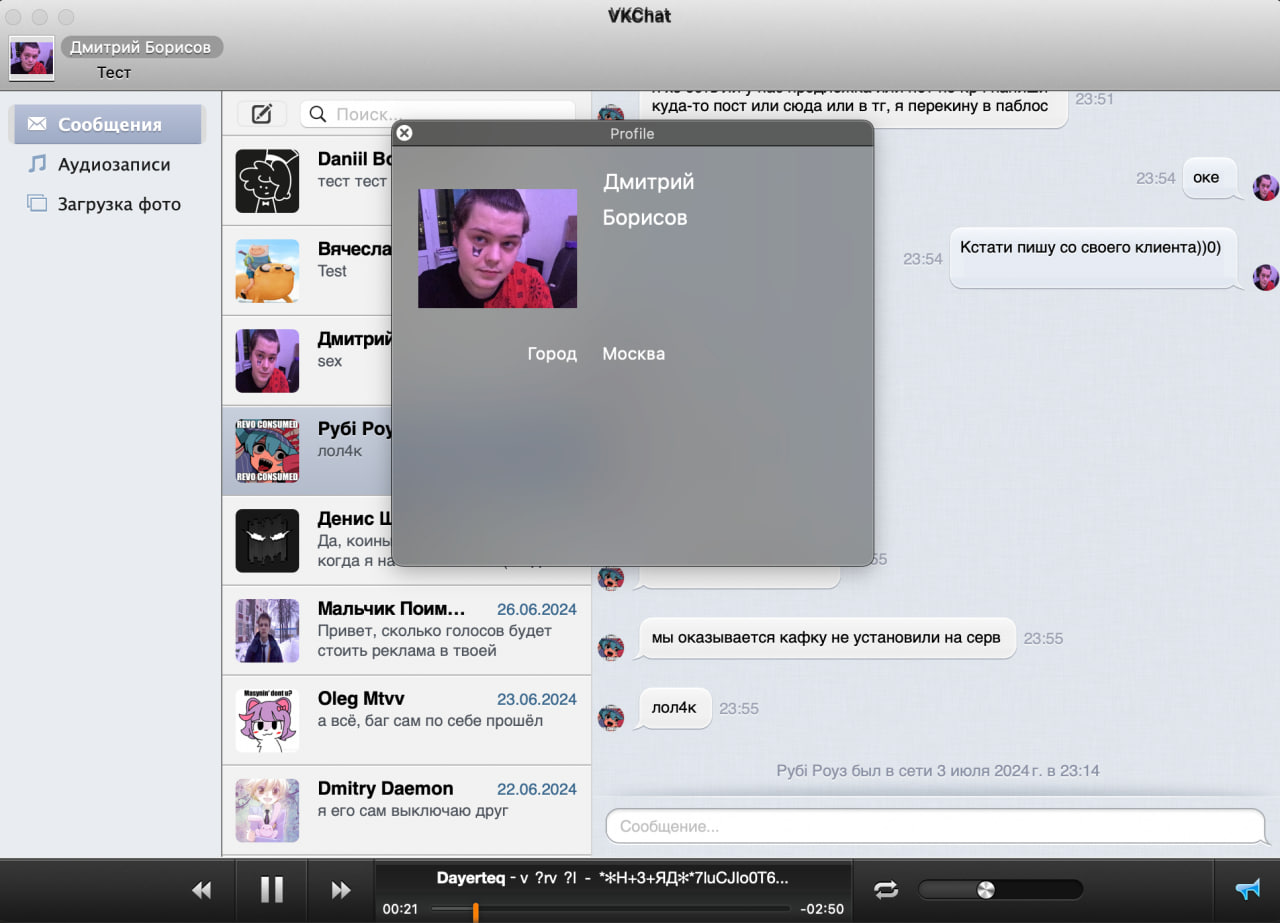 VKChat
Дмитрий Борисов
Тест
Сообщения
Аудиозаписи
Загрузка фото
Поиск...
Daniil Bo
тест тест
Вячесла
Test
Дмитрий
sex
REVO CONSUMED
REVO CONSUMED
Рубі Роу
лол4к
Денис Ш
Да, коины
когда я на
Мальчик Поим... 26.06.2024
Привет, сколько голосов будет
стоить реклама в твоей
Masynin' dont u?
Oleg Mtvv 23.06.2024
а всё, баг сам по себе прошёл
Dmitry Daemon 22.06.2024
я его сам выключаю друг
Profile
Дмитрий
Борисов
Город Москва
куда-то пост или сюда или в тг, я перекину в паблос 23:51
23:54 оке
23:54 Кстати пишу со своего клиента))0)
55
мы оказывается кафку не установили на серв 23:55
лол4к 23:55
Рубі Роуз был в сети 3 июля 2024 г. в 23:14
Сообщение...
Dayerteq - v ?rv ?l - *✻Н+3+ЯД✻*7luCJlo0T6...
00:21 -02:50